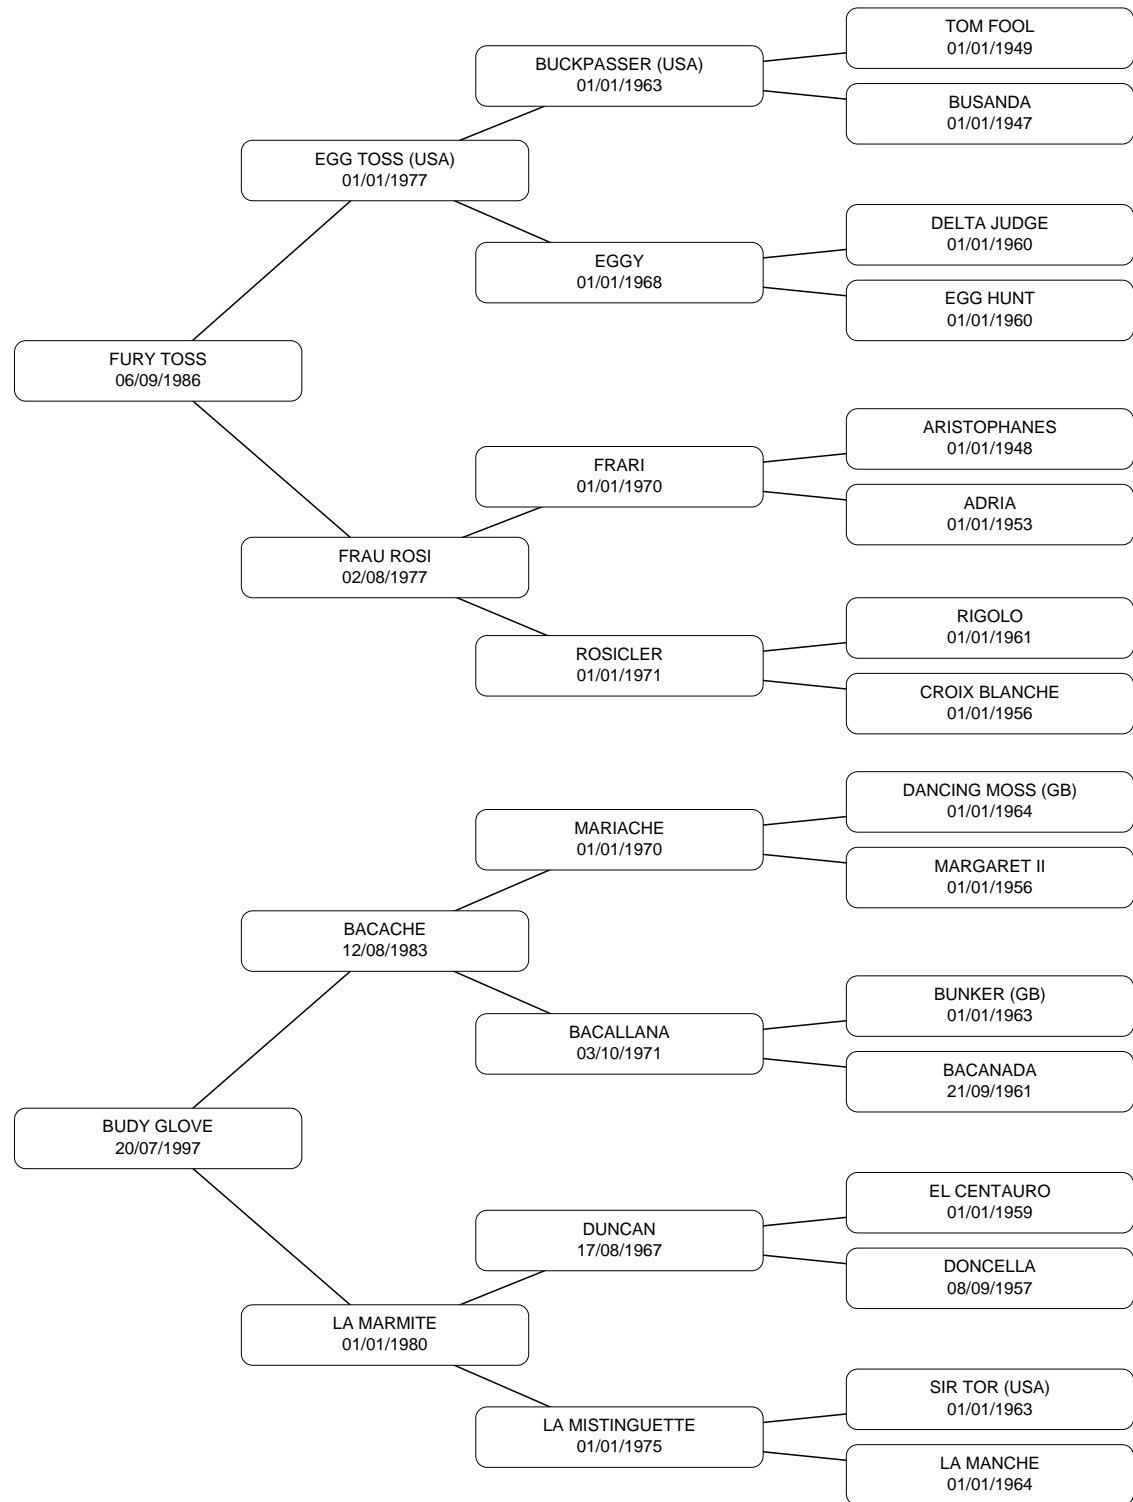 TOM FOOL
01/01/1949
BUCKPASSER (USA)
01/01/1963
BUSANDA
01/01/1947
EGG TOSS (USA)
01/01/1977
DELTA JUDGE
01/01/1960
EGGY
01/01/1968
EGG HUNT
01/01/1960
FURY TOSS
06/09/1986
ARISTOPHANES
01/01/1948
FRARI
01/01/1970
ADRIA
01/01/1953
FRAU ROSI
02/08/1977
RIGOLO
01/01/1961
ROSICLER
01/01/1971
CROIX BLANCHE
01/01/1956
DANCING MOSS (GB)
01/01/1964
MARIACHE
01/01/1970
MARGARET II
01/01/1956
BACACHE
12/08/1983
BUNKER (GB)
01/01/1963
BACALLANA
03/10/1971
BACANADA
21/09/1961
BUDY GLOVE
20/07/1997
EL CENTAURO
01/01/1959
DUNCAN
17/08/1967
DONCELLA
08/09/1957
LA MARMITE
01/01/1980
SIR TOR (USA)
01/01/1963
LA MISTINGUETTE
01/01/1975
LA MANCHE
01/01/1964